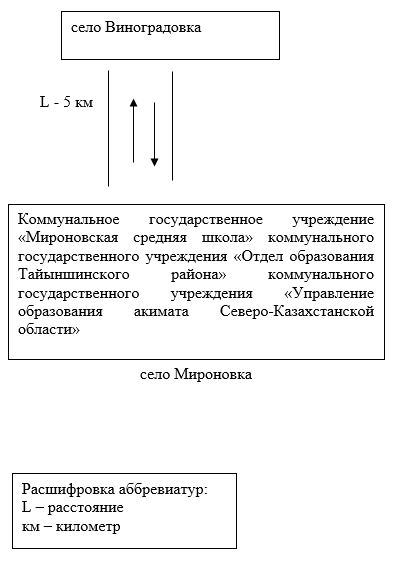 село Виноградовка
L - 5 км
Коммунальное государственное учреждение
«Мироновская средняя школа» коммунального
государственного учреждения «Отдел образования
Тайыншинского района» коммунального
государственного учреждения «Управление
образования акимата Северо-Казахстанской
области»
село Мироновка
Расшифровка аббревиатур:
L – расстояние
км – километр